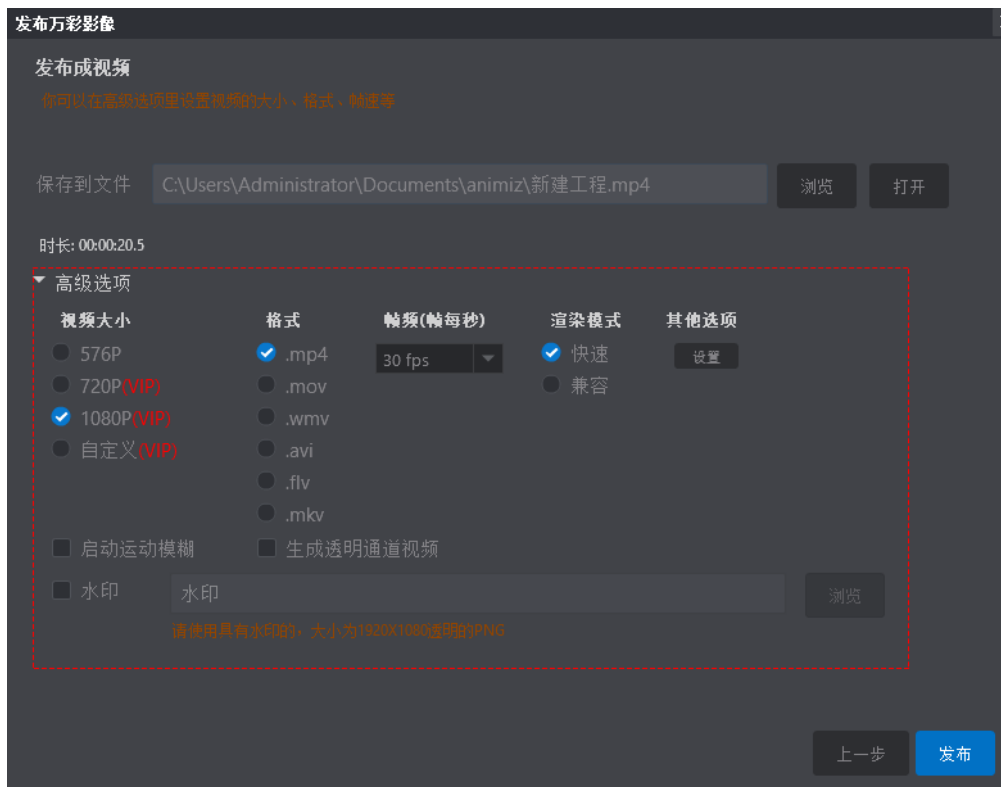 发布万彩影像
发布成视频
你可以在高级选项里设置视频的大小、格式、帧速等
保存到文件 C:\Users\Administrator\Documents\animiz\新建工程.mp4 浏览 打开
时长: 00:00:20.5
高级选项
视频大小 格式 帧频(帧每秒) 渲染模式 其他选项
576P .mp4 30 fps 快速 设置
720P(VIP) .mov 兼容
1080P(VIP) .wmv
自定义(VIP) .avi
.flv
.mkv
启动运动模糊 生成透明通道视频
水印 水印 浏览
请使用具有水印的，大小为1920X1080透明的PNG
上一步 发布